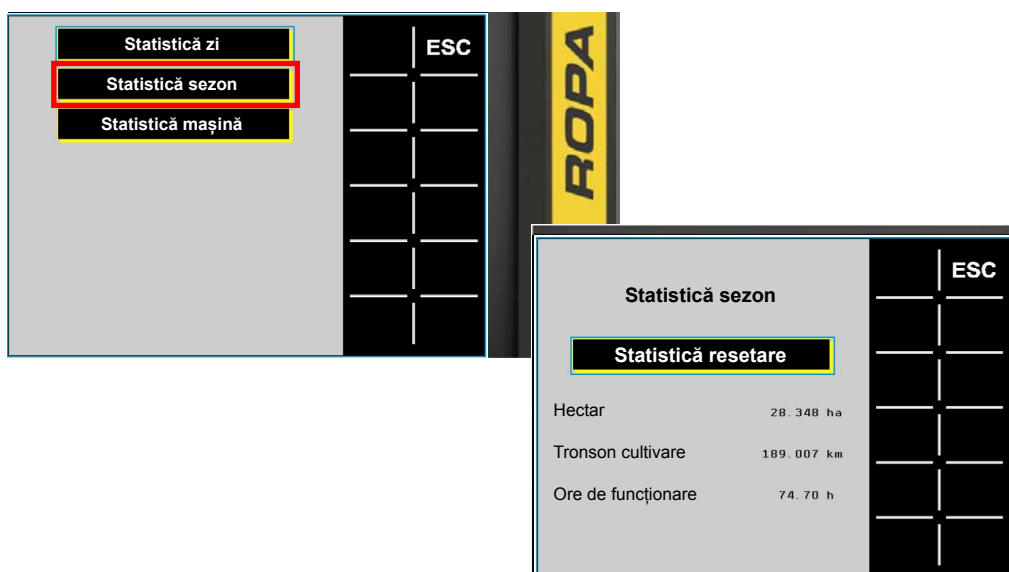 Statistică zi
ESC
Statistică sezon
Statistică mașină
ROPA
ESC
Statistică sezon
Statistică resetare
Hectar 28.348 ha
Tronson cultivare 189.007 km
Ore de funcționare 74.70 h